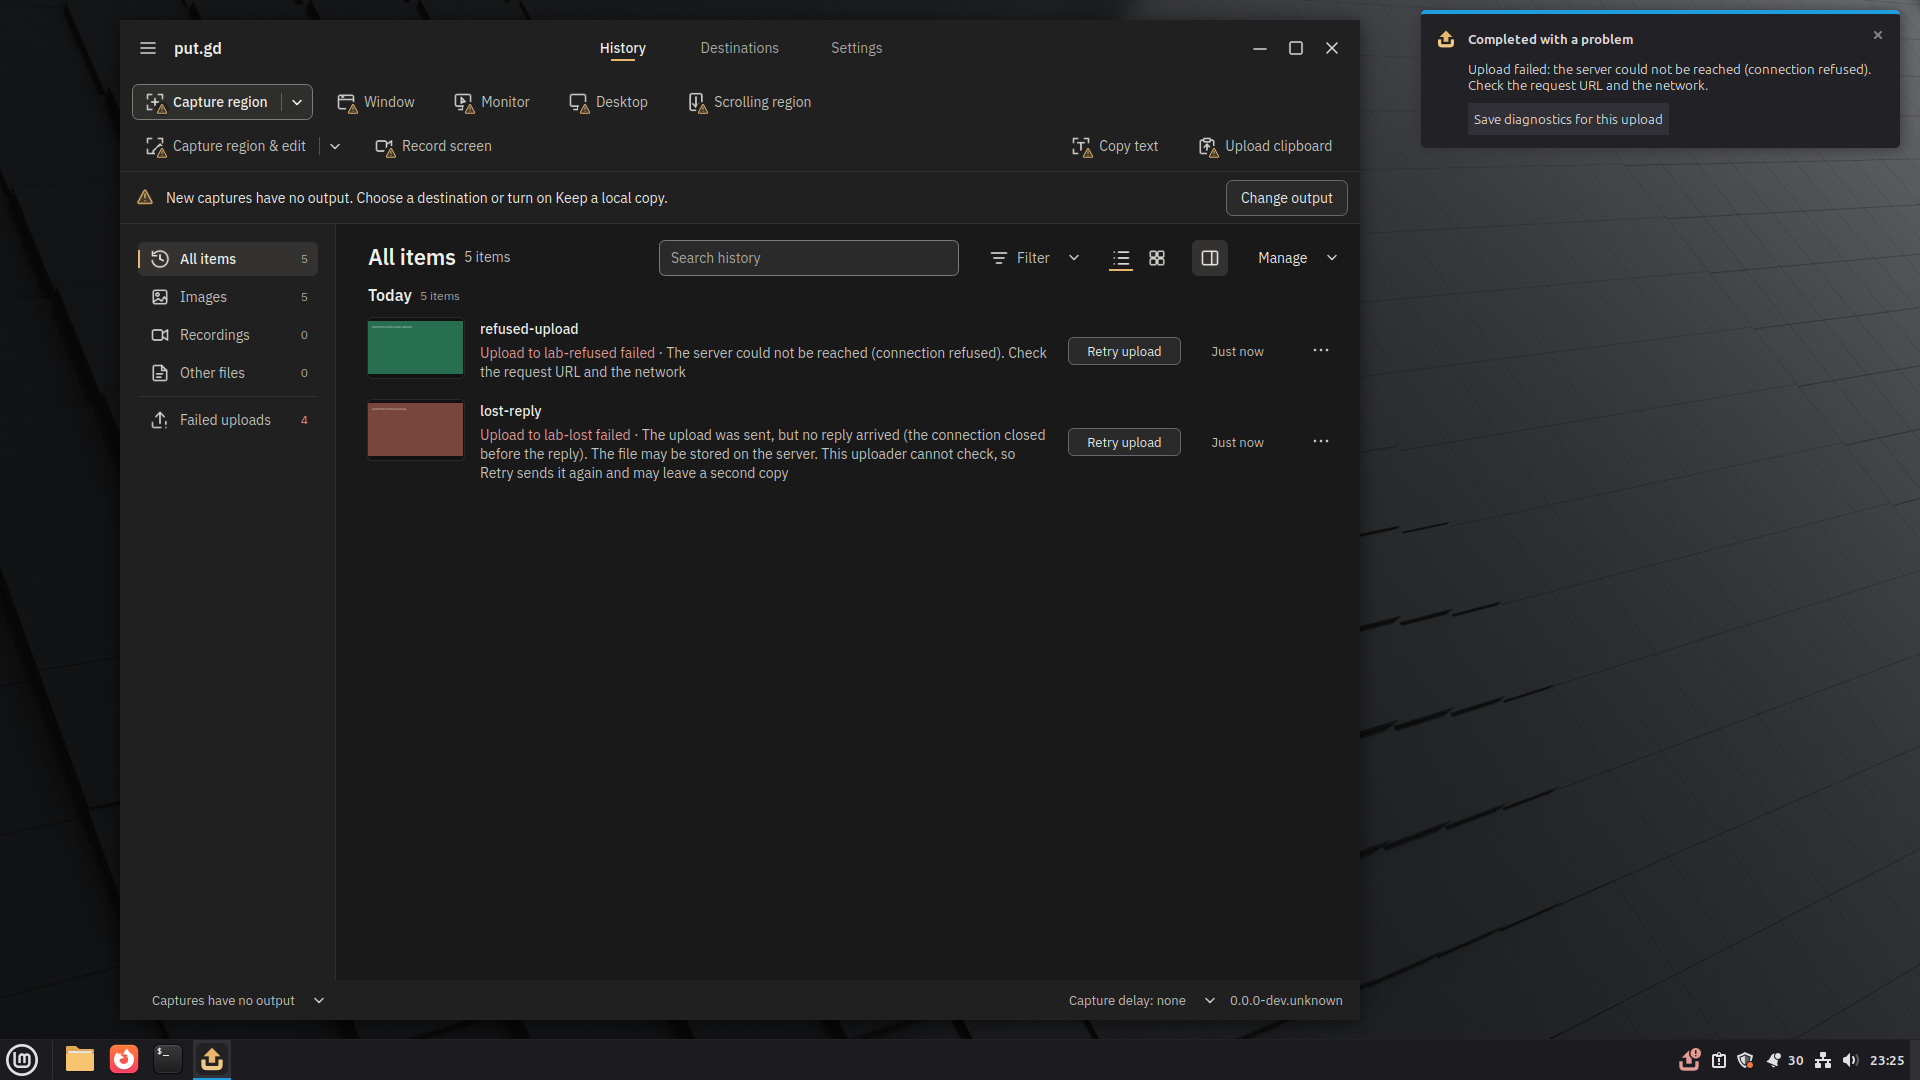 put.gd
History
Destinations
Settings
Capture region
Window
Monitor
Desktop
Scrolling region
Capture region & edit
Record screen
Copy text
Upload clipboard
New captures have no output. Choose a destination or turn on Keep a local copy.
Change output
All items 5
Images 5
Recordings 0
Other files 0
Failed uploads 4
All items 5 items
Search history
Filter
Manage
Today 5 items
refused-upload
Upload to lab-refused failed · The server could not be reached (connection refused). Check
the request URL and the network
Retry upload
Just now
lost-reply
Upload to lab-lost failed · The upload was sent, but no reply arrived (the connection closed
before the reply). The file may be stored on the server. This uploader cannot check, so
Retry sends it again and may leave a second copy
Retry upload
Just now
Captures have no output
Capture delay: none
0.0.0-dev.unknown
Completed with a problem
Upload failed: the server could not be reached (connection refused).
Check the request URL and the network.
Save diagnostics for this upload
30
23:25